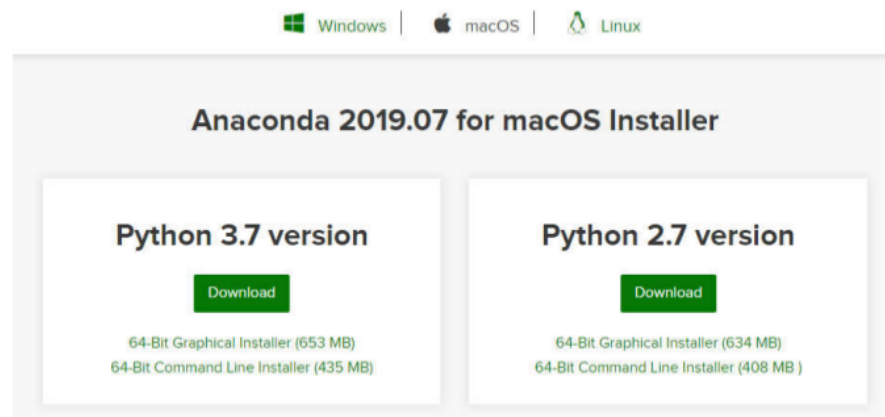 Windows | macOS | Linux
Anaconda 2019.07 for macOS Installer
Python 3.7 version
Download
64-Bit Graphical Installer (653 MB)
64-Bit Command Line Installer (435 MB)
Python 2.7 version
Download
64-Bit Graphical Installer (634 MB)
64-Bit Command Line Installer (408 MB )